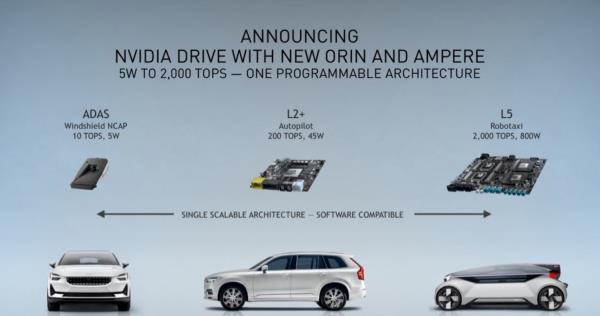 ANNOUNCING
NVIDIA DRIVE WITH NEW ORIN AND AMPERE
5W TO 2,000 TOPS — ONE PROGRAMMABLE ARCHITECTURE
ADAS
Windshield NCAP
10 TOPS, 5W
L2+
Autopilot
200 TOPS, 45W
L5
Robotaxi
2,000 TOPS, 800W
SINGLE SCALABLE ARCHITECTURE — SOFTWARE COMPATIBLE